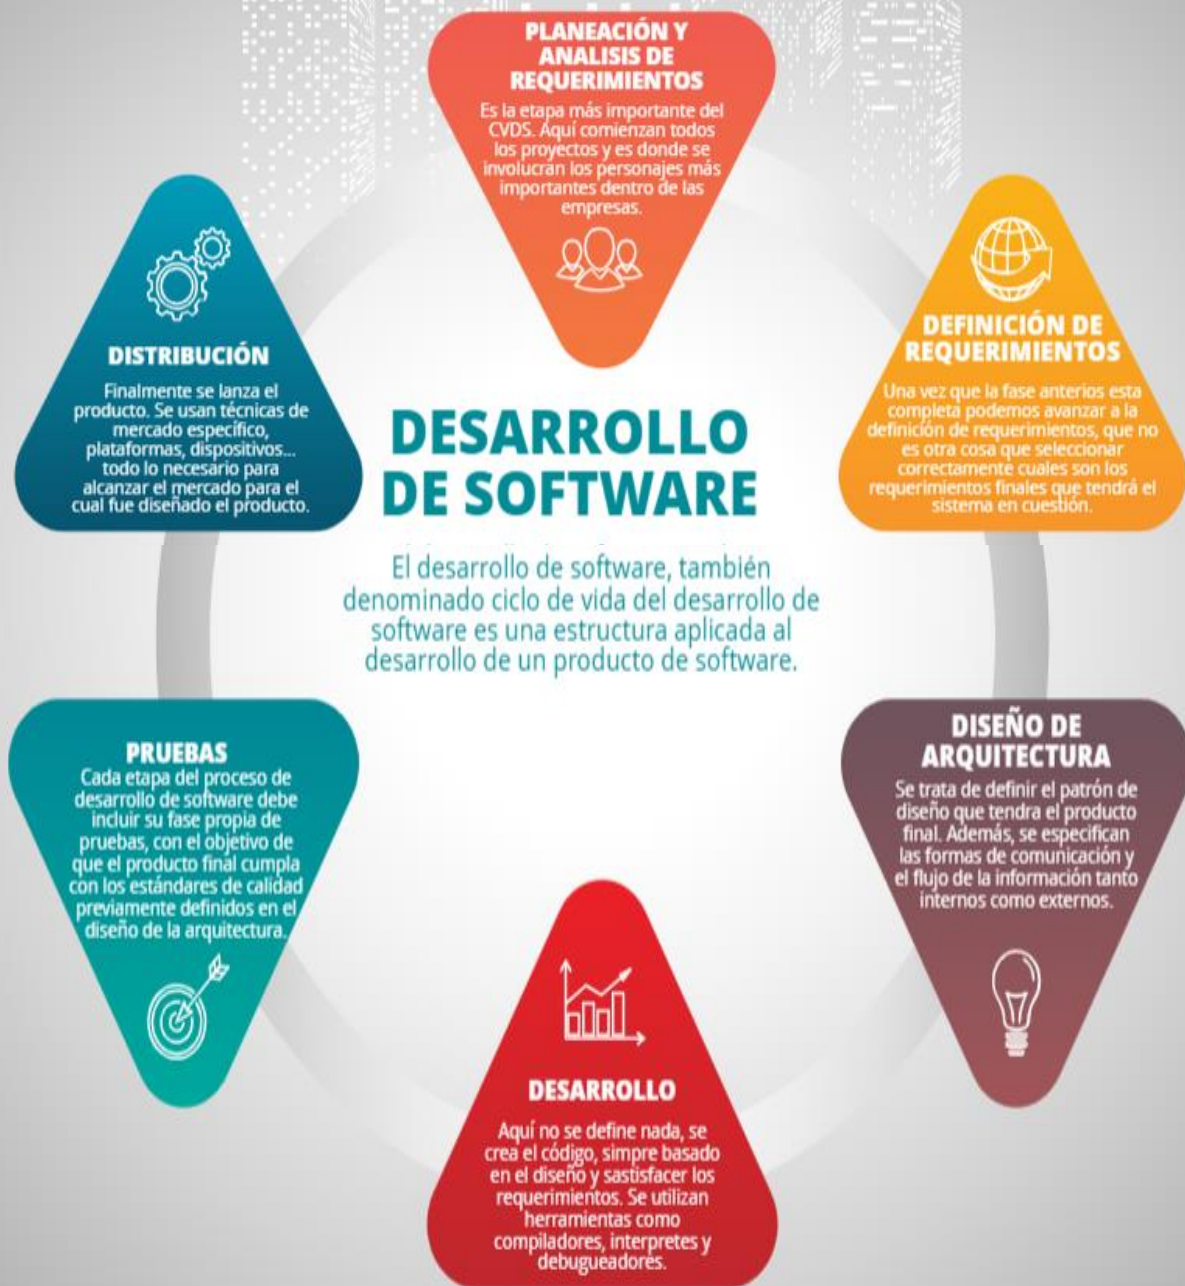 PLANEACIÓN Y
ANALISIS DE
REQUERIMIENTOS
Es la etapa más importante del
CVDS. Aquí comienzan todos
los proyectos y es donde se
involucran los personajes más
importantes dentro de las
empresas.
DEFINICIÓN DE
REQUERIMIENTOS
Una vez que la fase anterios esta
completa podemos avanzar a la
definición de requerimientos, que no
es otra cosa que seleccionar
correctamente cuales son los
requerimientos finales que tendrá el
sistema en cuestión.
DISTRIBUCIÓN
Finalmente se lanza el
producto. Se usan técnicas de
mercado específico,
plataformas, dispositivos...
todo lo necesario para
alcanzar el mercado para el
cual fue diseñado el producto.
DESARROLLO
DE SOFTWARE
El desarrollo de software, también
denominado ciclo de vida del desarrollo de
software es una estructura aplicada al
desarrollo de un producto de software.
PRUEBAS
Cada etapa del proceso de
desarrollo de software debe
incluir su fase propia de
pruebas, con el objetivo de
que el producto final cumpla
con los estándares de calidad
previamente definidos en el
diseño de la arquitectura.
DISEÑO DE
ARQUITECTURA
Se trata de definir el patrón de
diseño que tendra el producto
final. Además, se especifican
las formas de comunicación y
el flujo de la información tanto
internos como externos.
DESARROLLO
Aquí no se define nada, se
crea el código, simpre basado
en el diseño y sastisfacer los
requerimientos. Se utilizan
herramientas como
compiladores, interpretes y
debugueadores.